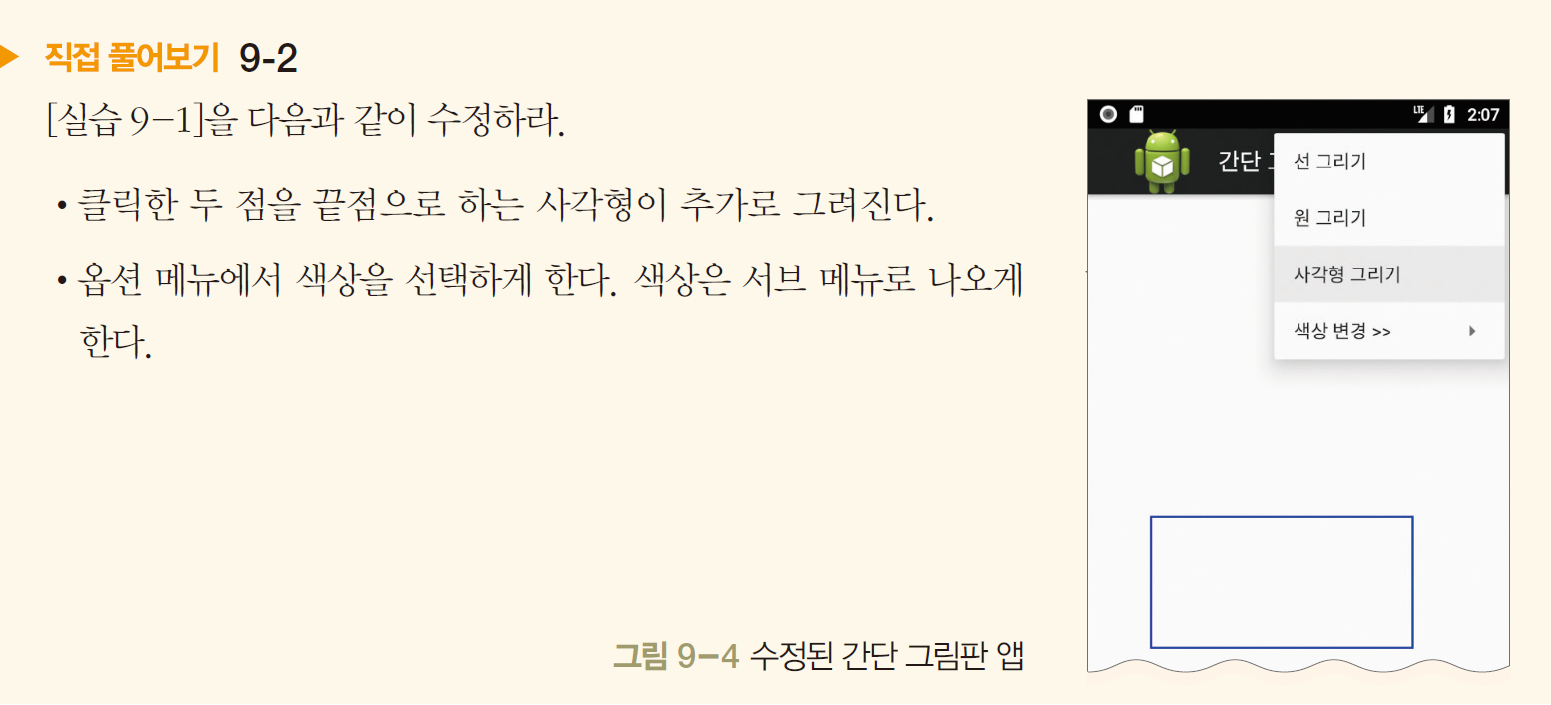 직접 풀어보기 9-2
[실습 9-1]을 다음과 같이 수정하라.
• 클릭한 두 점을 끝점으로 하는 사각형이 추가로 그려진다.
• 옵션 메뉴에서 색상을 선택하게 한다. 색상은 서브 메뉴로 나오게
한다.
LTE 2:07
간단
선 그리기
원 그리기
사각형 그리기
색상 변경 >>
그림 9-4 수정된 간단 그림판 앱